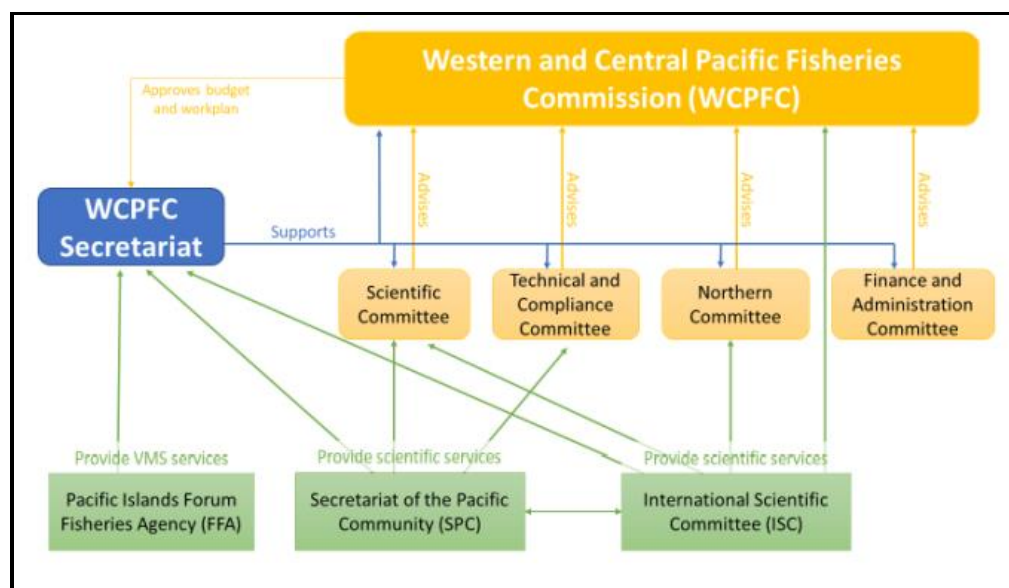 Western and Central Pacific Fisheries
Commission (WCPFC)
Approves budget
and workplan
Advises
Advises
Advises
Advises
WCPFC
Secretariat
Supports
Scientific
Committee
Technical and
Compliance
Committee
Northern
Committee
Finance and
Administration
Committee
Provide VMS services
Provide scientific services
Provide scientific services
Pacific Islands Forum
Fisheries Agency (FFA)
Secretariat of the Pacific
Community (SPC)
International Scientific
Committee (ISC)